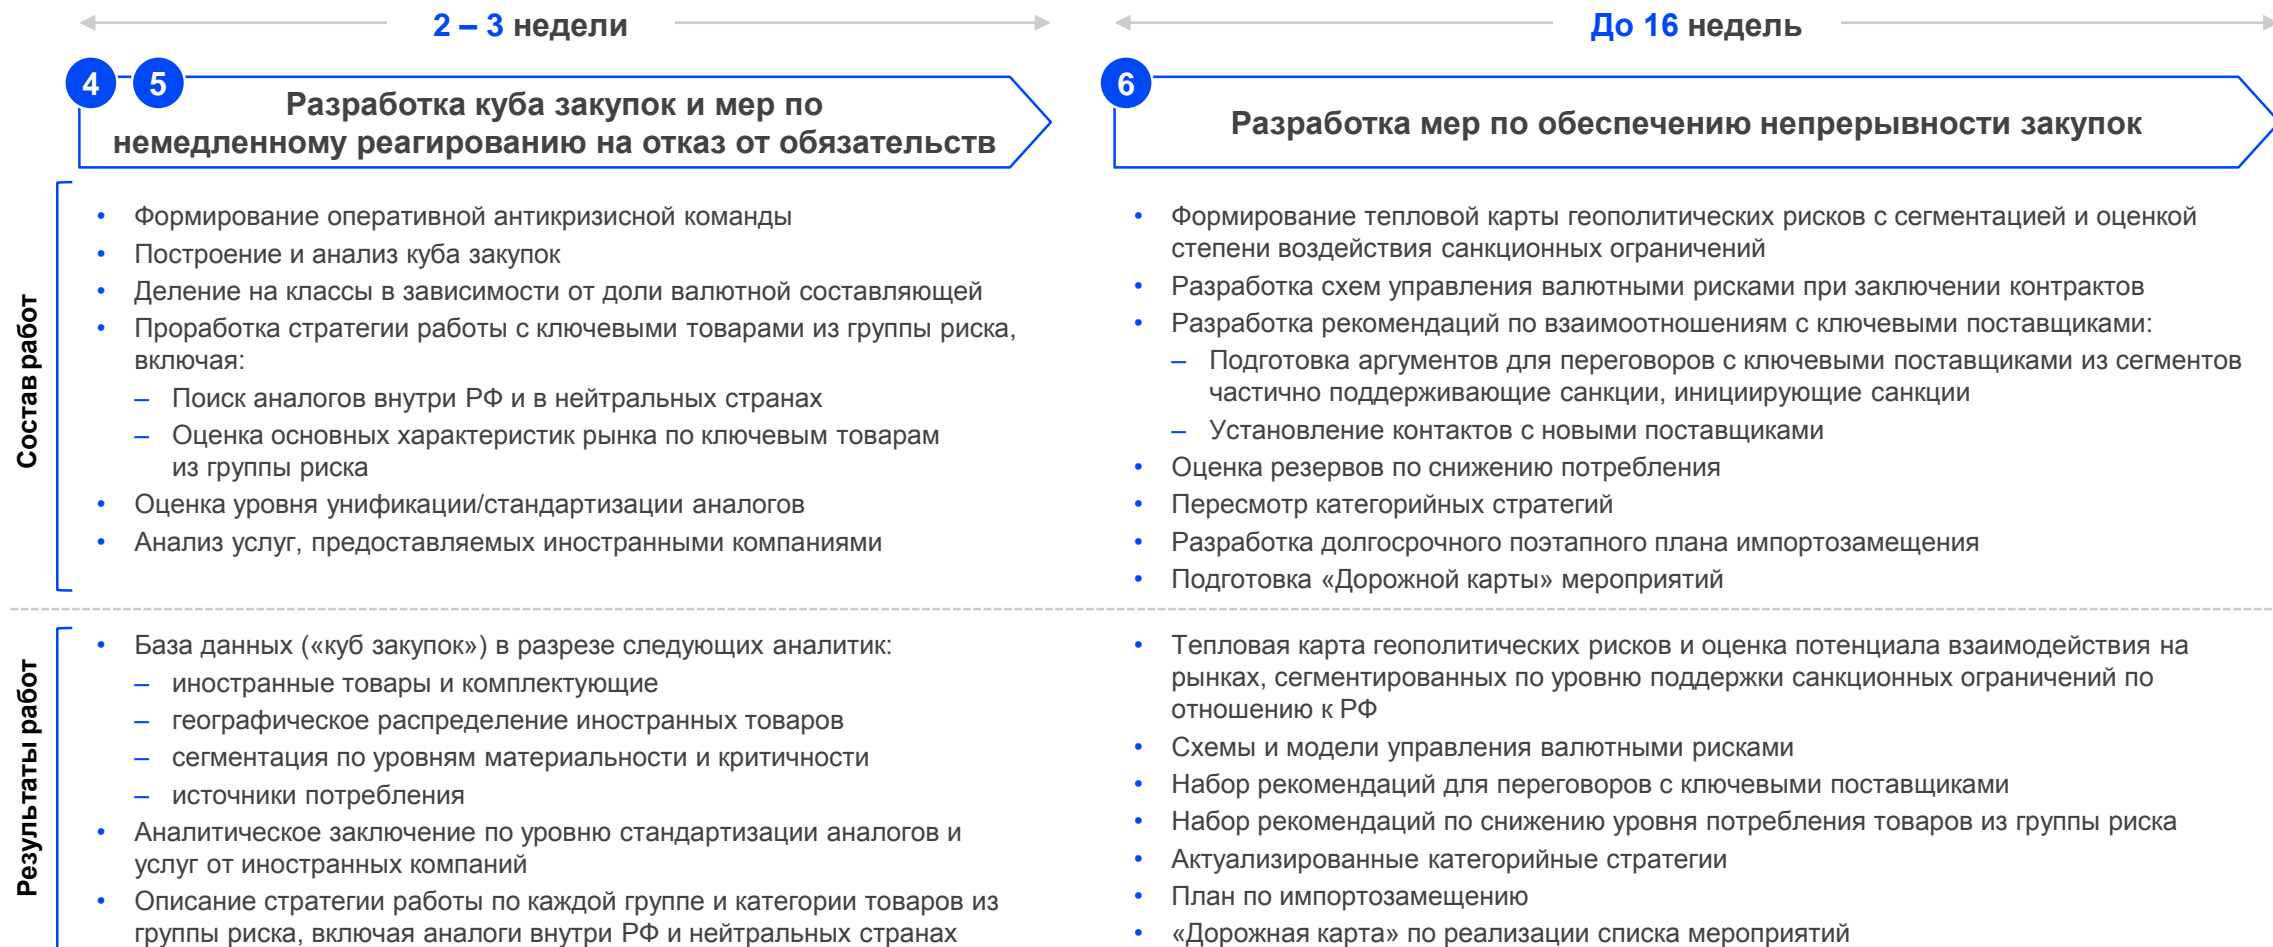 2 – 3 недели
До 16 недель
4
5
Разработка куба закупок и мер по
немедленному реагированию на отказ от обязательств
6
Разработка мер по обеспечению непрерывности закупок
Состав работ
• Формирование оперативной антикризисной команды
• Построение и анализ куба закупок
• Деление на классы в зависимости от доли валютной составляющей
• Проработка стратегии работы с ключевыми товарами из группы риска,
включая:
– Поиск аналогов внутри РФ и в нейтральных странах
– Оценка основных характеристик рынка по ключевым товарам
из группы риска
• Оценка уровня унификации/стандартизации аналогов
• Анализ услуг, предоставляемых иностранными компаниями
• Формирование тепловой карты геополитических рисков с сегментацией и оценкой
степени воздействия санкционных ограничений
• Разработка схем управления валютными рисками при заключении контрактов
• Разработка рекомендаций по взаимоотношениям с ключевыми поставщиками:
– Подготовка аргументов для переговоров с ключевыми поставщиками из сегментов
частично поддерживающие санкции, инициирующие санкции
– Установление контактов с новыми поставщиками
• Оценка резервов по снижению потребления
• Пересмотр категорийных стратегий
• Разработка долгосрочного поэтапного плана импортозамещения
• Подготовка «Дорожной карты» мероприятий
Результаты работ
• База данных («куб закупок») в разрезе следующих аналитик:
– иностранные товары и комплектующие
– географическое распределение иностранных товаров
– сегментация по уровням материальности и критичности
– источники потребления
• Аналитическое заключение по уровню стандартизации аналогов и
услуг от иностранных компаний
• Описание стратегии работы по каждой группе и категории товаров из
группы риска, включая аналоги внутри РФ и нейтральных странах
• Тепловая карта геополитических рисков и оценка потенциала взаимодействия на
рынках, сегментированных по уровню поддержки санкционных ограничений по
отношению к РФ
• Схемы и модели управления валютными рисками
• Набор рекомендаций для переговоров с ключевыми поставщиками
• Набор рекомендаций по снижению уровня потребления товаров из группы риска
• Актуализированные категорийные стратегии
• План по импортозамещению
• «Дорожная карта» по реализации списка мероприятий